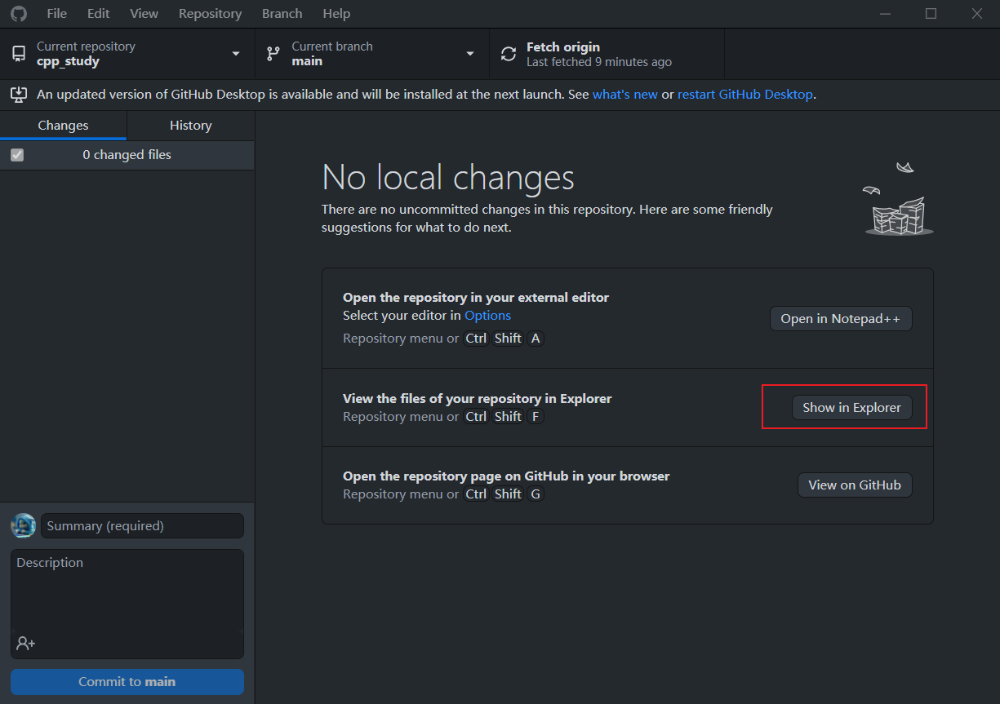 File Edit View Repository Branch Help
Current repository
cpp_study
Current branch
main
Fetch origin
Last fetched 9 minutes ago
An updated version of GitHub Desktop is available and will be installed at the next launch. See what's new or restart GitHub Desktop.
Changes
History
0 changed files
No local changes
There are no uncommitted changes in this repository. Here are some friendly
suggestions for what to do next.
Open the repository in your external editor
Select your editor in Options
Repository menu or Ctrl Shift A
Open in Notepad++
View the files of your repository in Explorer
Repository menu or Ctrl Shift F
Show in Explorer
Open the repository page on GitHub in your browser
Repository menu or Ctrl Shift G
View on GitHub
Summary (required)
Description
Commit to main